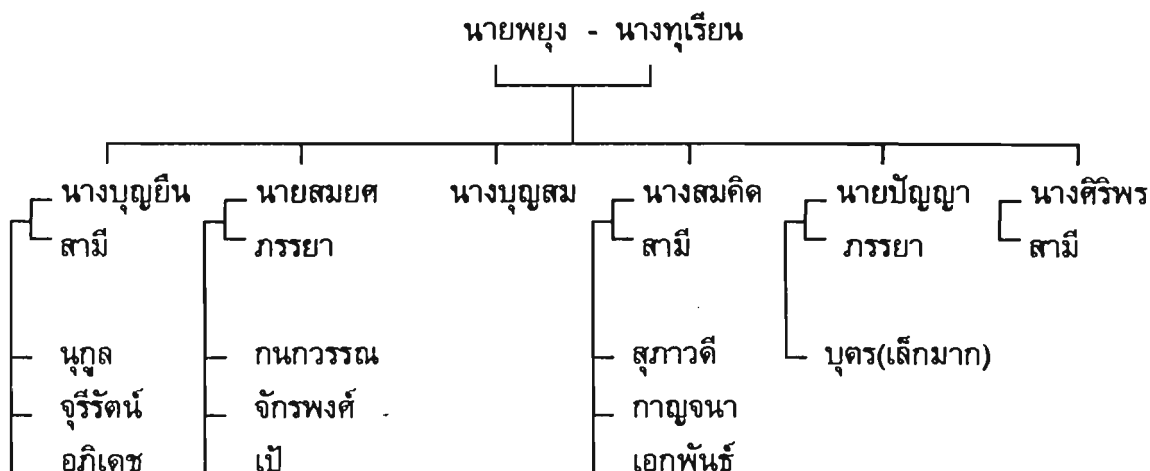 นายพยุง - นางทุเรียน
นางบุญยืน นายสมยศ นางบุญสม นางสมคิด นายปัญญา นางศิริพร
สามี ภรรยา สามี ภรรยา สามี
นุกูล กนกวรรณ สุภาวดี บุตร(เล็กมาก)
จุรีรัตน์ จักรพงศ์ กาญจนา
อภิเดช เป้ เอกพันธ์